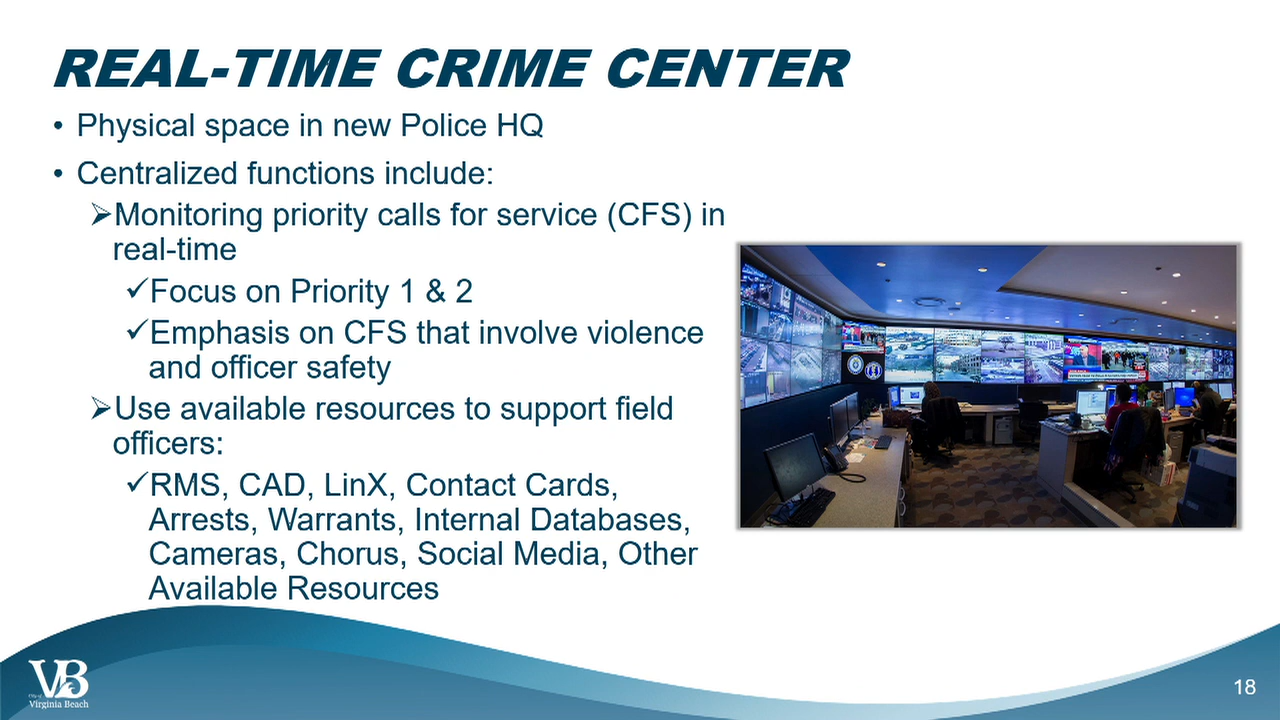 REAL-TIME CRIME CENTER
• Physical space in new Police HQ
• Centralized functions include:
➢Monitoring priority calls for service (CFS) in
real-time
✓Focus on Priority 1 & 2
✓Emphasis on CFS that involve violence
and officer safety
➢Use available resources to support field
officers:
✓RMS, CAD, LinX, Contact Cards,
Arrests, Warrants, Internal Databases,
Cameras, Chorus, Social Media, Other
Available Resources
VB
City of
Virginia Beach
18